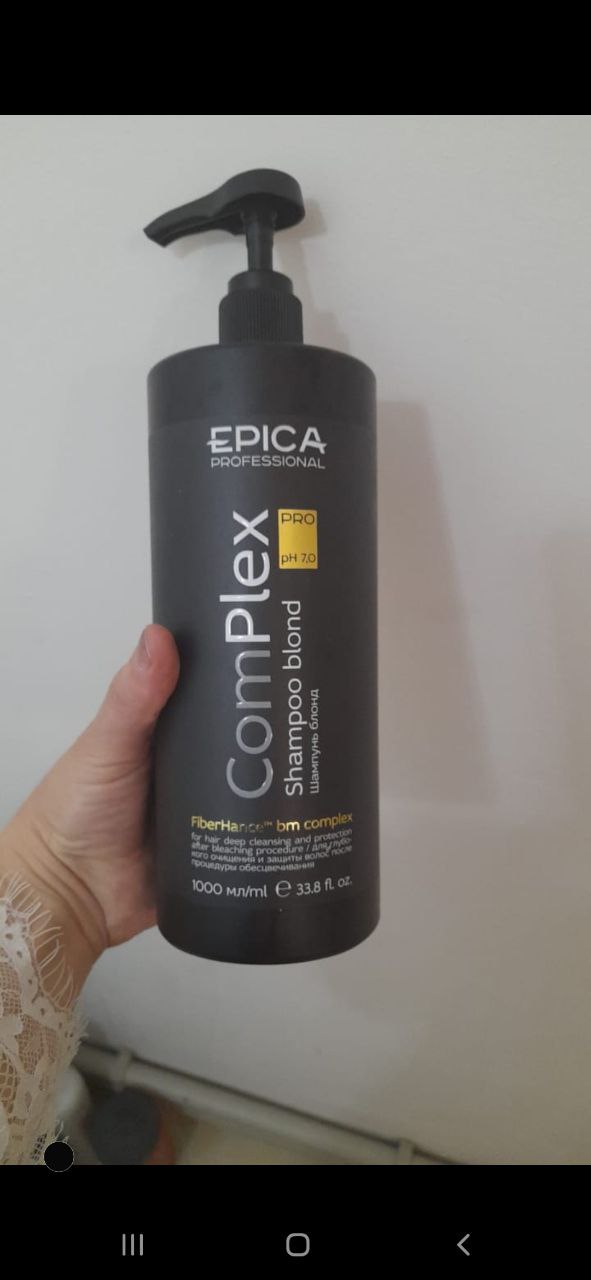 EPICA
PROFESSIONAL
ComPlex
PRO
pH 7,0
Shampoo blond
Шампунь блонд
FiberHance™ bm complex
for hair deep cleansing and protection
after bleaching procedure / для глубо-
кого очищения и защиты волос после
процедуры обесцвечивания
1000 мл/ml ℮ 33.8 fl. oz.